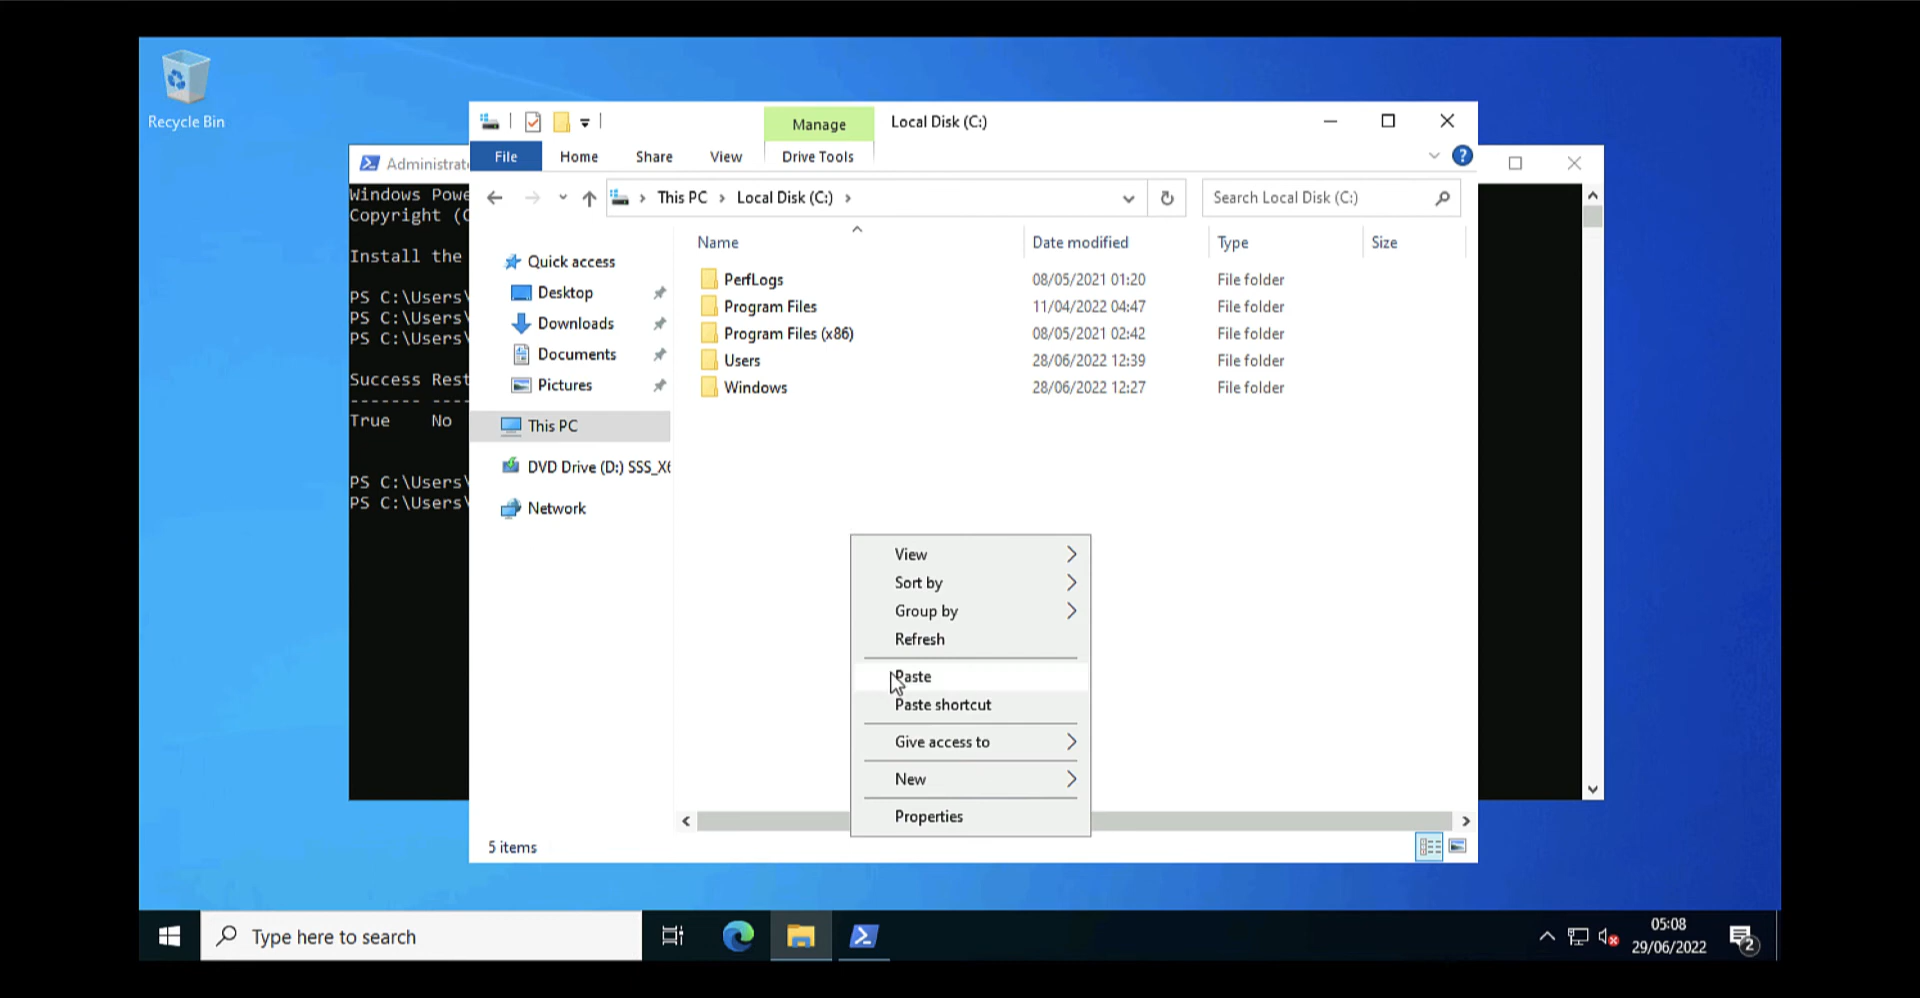 Recycle Bin
Administrat
Windows Powe
Copyright (C
Install the
PS C:\Users\
PS C:\Users\
PS C:\Users\
Success Rest
------- ----
True No
PS C:\Users\
PS C:\Users\
Manage
Local Disk (C:)
File
Home
Share
View
Drive Tools
This PC > Local Disk (C:) >
Search Local Disk (C:)
Name
Date modified
Type
Size
Quick access
Desktop
Downloads
Documents
Pictures
This PC
DVD Drive (D:) SSS_X6
Network
PerfLogs 08/05/2021 01:20 File folder
Program Files 11/04/2022 04:47 File folder
Program Files (x86) 08/05/2021 02:42 File folder
Users 28/06/2022 12:39 File folder
Windows 28/06/2022 12:27 File folder
View
Sort by
Group by
Refresh
Paste
Paste shortcut
Give access to
New
Properties
5 items
Type here to search
05:08
29/06/2022
2